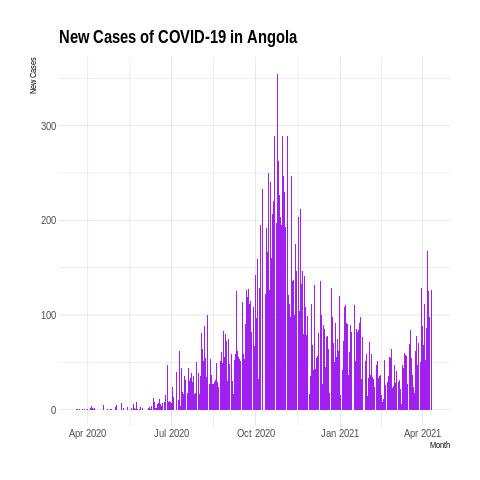 New Cases of COVID-19 in Angola
New Cases
300
200
100
0
Apr 2020 Jul 2020 Oct 2020 Jan 2021 Apr 2021
Month